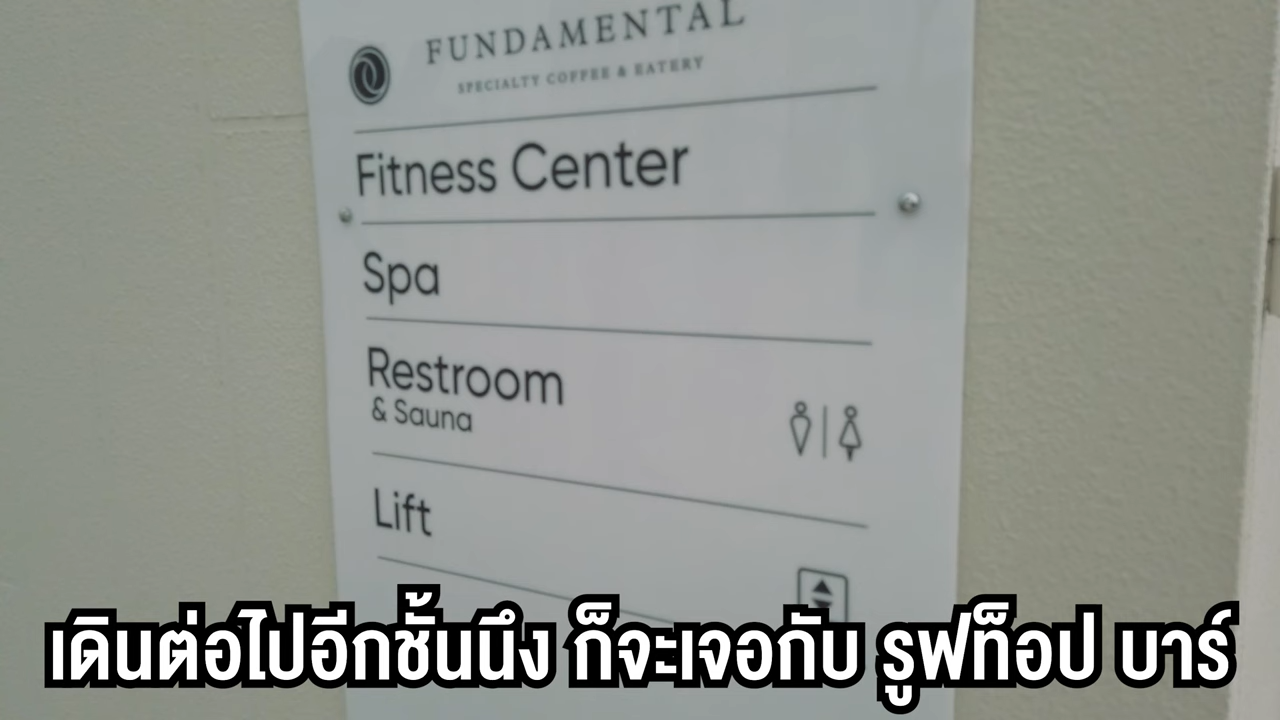 FUNDAMENTAL
SPECIALTY COFFEE & EATERY
Fitness Center
Spa
Restroom
& Sauna
Lift
เดินต่อไปอีกชั้นนึง ก็จะเจอกับ รูฟท็อป บาร์